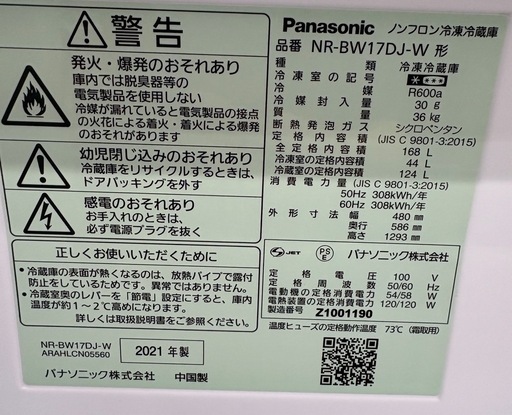 警告
発火・爆発のおそれあり
庫内では脱臭器等の
電気製品を使用しない
冷媒が漏れていると電気製品の接点
の火花による着火・着火による爆発
のおそれがあります
幼児閉じ込みのおそれあり
冷蔵庫をリサイクルするときは、
ドアパッキングを外す
感電のおそれあり
お手入れのときは、
必ず電源プラグを抜く
正しくお使いいただくために
•冷蔵庫の表面が熱くなるのは、放熱パイプで露付
防止をしているためです。異常ではありません。
•冷蔵室奥のレバーを「節電」設定にすると、庫内
温度が約1～2℃高めになります。
詳しくは取扱説明書をご参照ください。
NR-BW17DJ-W
ARAHLCN05560
2021年製
パナソニック株式会社 中国製
Panasonic ノンフロン冷凍冷蔵庫
品番 NR-BW17DJ-W 形
種類 冷凍冷蔵庫
冷凍室の記号
冷媒 R600a
冷媒封入量 30 g
質量 36 kg
断熱発泡ガス シクロペンタン
定格内容積 (JIS C 9801-3:2015)
全定格内容積 168 L
冷凍室の定格内容積 44 L
冷蔵室の定格内容積 124 L
消費電力量 (JIS C 9801-3:2015)
50Hz 308kWh/年
60Hz 308kWh/年
外形寸法 幅 480 mm
奥行 586 mm
高さ 1293 mm
JET PSE パナソニック株式会社
定格電圧 100 V
定格周波数 50/60 Hz
電動機の定格消費電力 54/58 W
電熱装置の定格消費電力 120/120 W
製造番号 Z1001190
温度ヒューズの定格動作温度 73℃(霜取用)